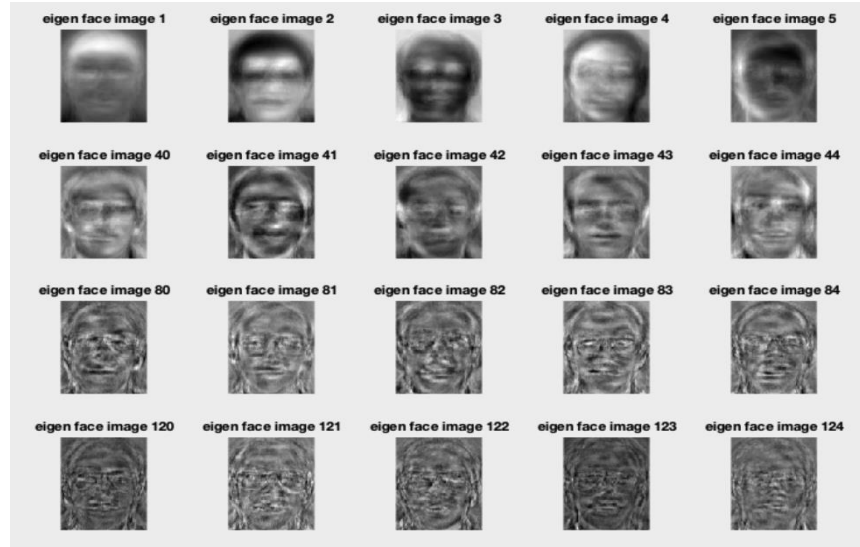 eigen face image 1
eigen face image 2
eigen face image 3
eigen face image 4
eigen face image 5
eigen face image 40
eigen face image 41
eigen face image 42
eigen face image 43
eigen face image 44
eigen face image 80
eigen face image 81
eigen face image 82
eigen face image 83
eigen face image 84
eigen face image 120
eigen face image 121
eigen face image 122
eigen face image 123
eigen face image 124